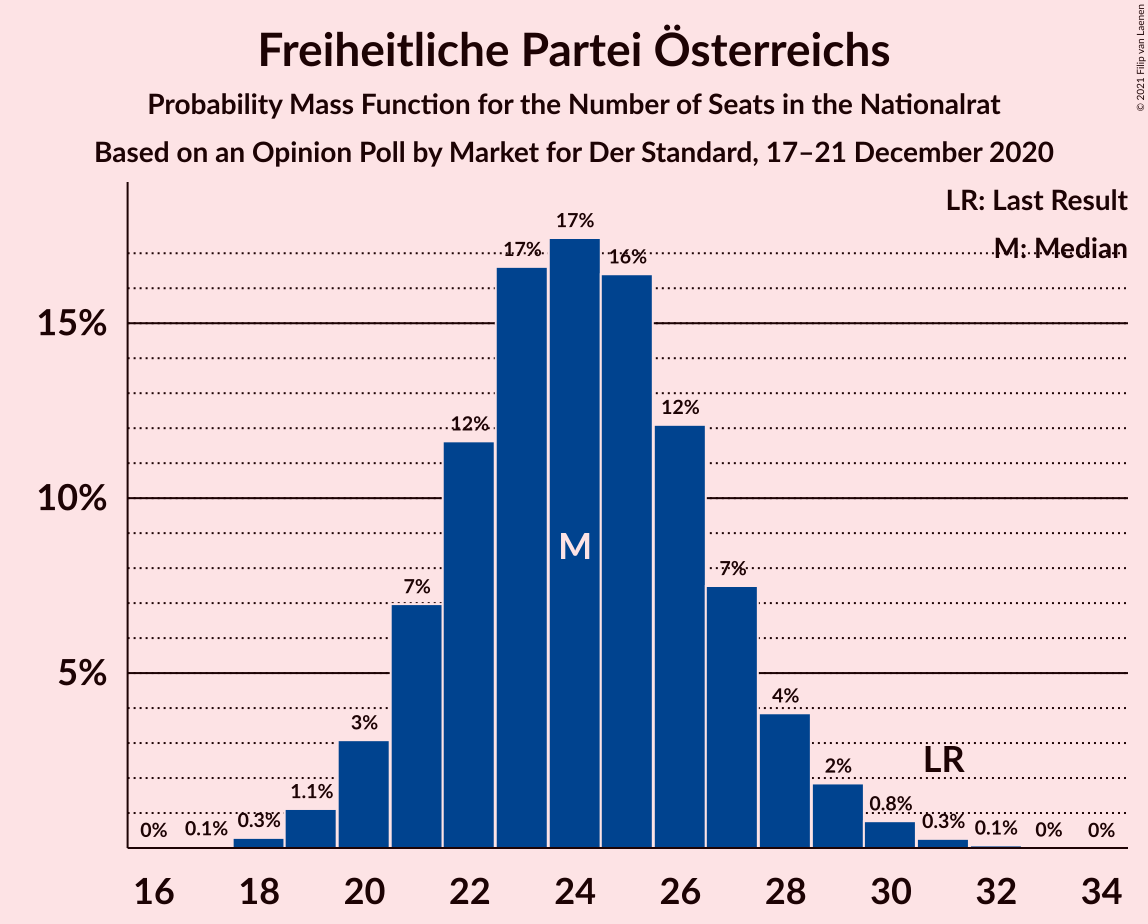 Freiheitliche Partei Österreichs
Probability Mass Function for the Number of Seats in the Nationalrat
Based on an Opinion Poll by Market for Der Standard, 17–21 December 2020
© 2021 Filip van Laenen
LR: Last Result
M: Median
15%
10%
5%
0%
0.1%
0.3%
1.1%
3%
7%
12%
17%
17%
16%
12%
7%
4%
2%
0.8%
0.3%
0.1%
0%
0%
M
LR
16 18 20 22 24 26 28 30 32 34